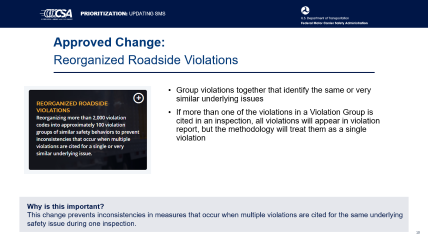 CSA
PRIORITIZATION: UPDATING SMS
U.S. Department of Transportation
Federal Motor Carrier Safety Administration
Approved Change:
Reorganized Roadside Violations
REORGANIZED ROADSIDE
VIOLATIONS
Reorganizing more than 2,000 violation
codes into approximately 100 violation
groups of similar safety behaviors to prevent
inconsistencies that occur when multiple
violations are cited for a single or very
similar underlying issue.
• Group violations together that identify the same or very
similar underlying issues
• If more than one of the violations in a Violation Group is
cited in an inspection, all violations will appear in violation
report, but the methodology will treat them as a single
violation
Why is this important?
This change prevents inconsistencies in measures that occur when multiple violations are cited for the same underlying
safety issue during one inspection.